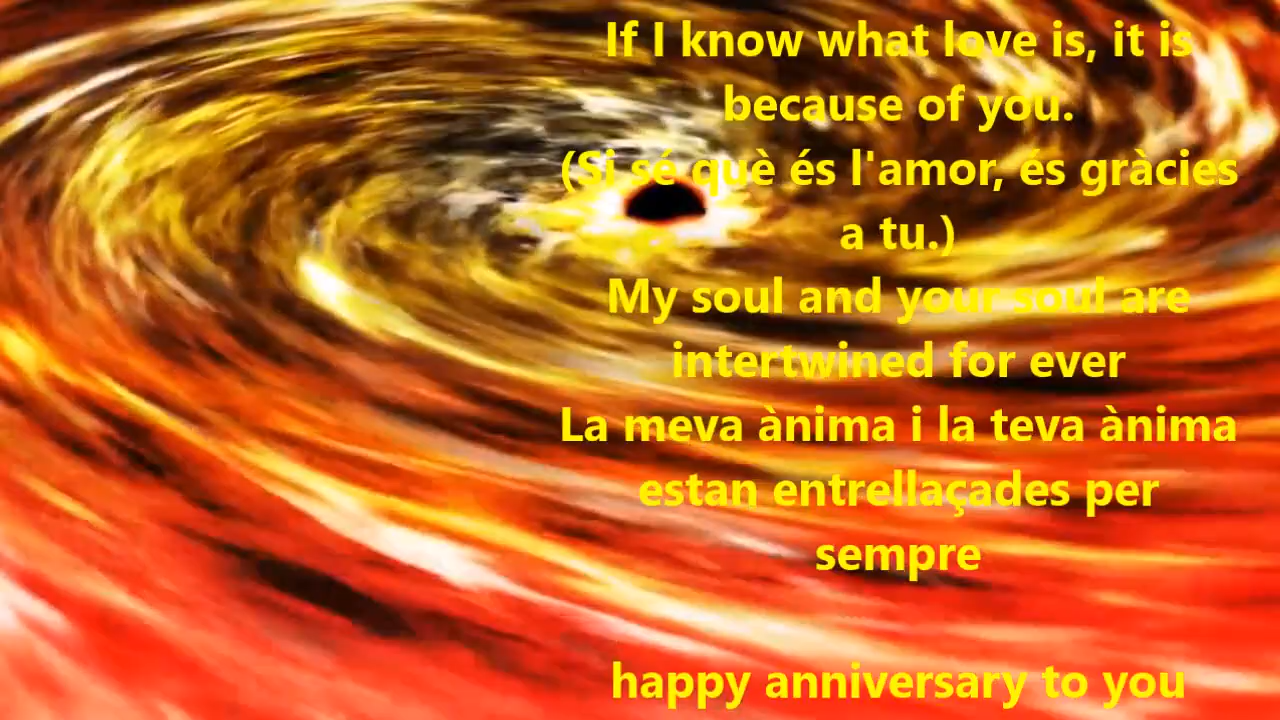 If I know what love is, it is
because of you.
(Si sé què és l'amor, és gràcies
a tu.)
My soul and your soul are
intertwined for ever
La meva ànima i la teva ànima
estan entrellaçades per
sempre
happy anniversary to you